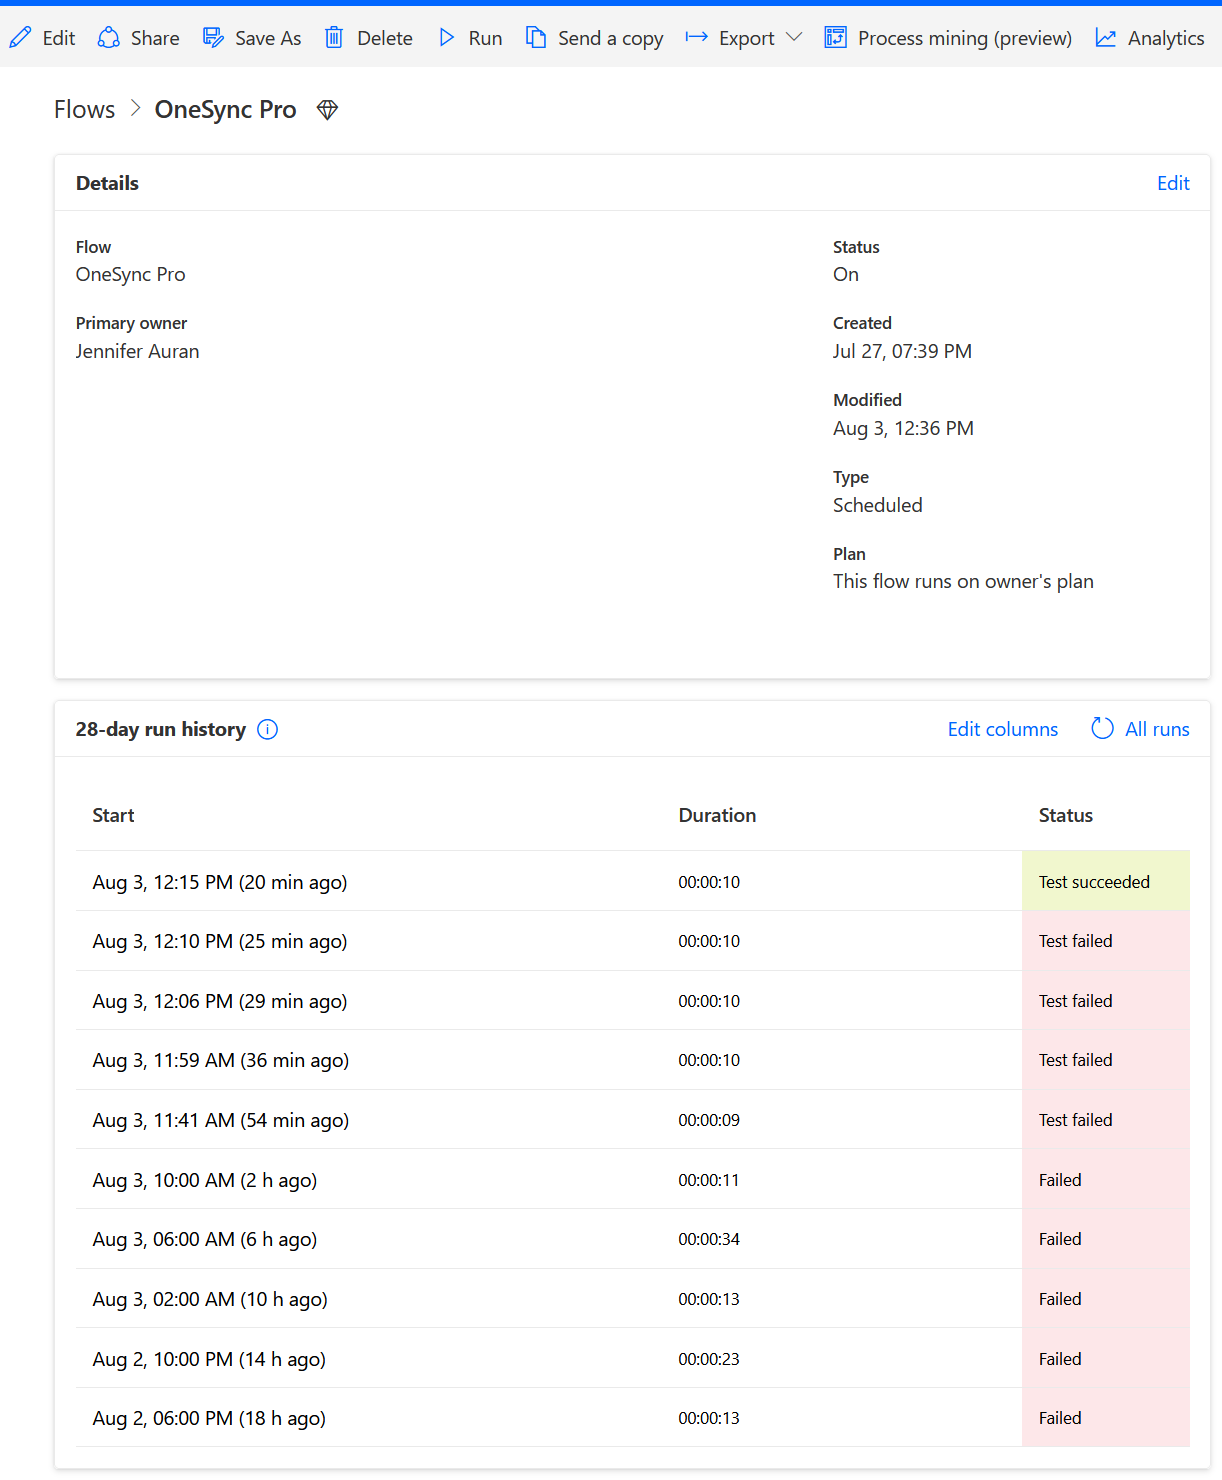 Edit Share Save As Delete Run Send a copy Export Process mining (preview) Analytics
Flows > OneSync Pro
Details Edit
Flow
OneSync Pro
Primary owner
Jennifer Auran
Status
On
Created
Jul 27, 07:39 PM
Modified
Aug 3, 12:36 PM
Type
Scheduled
Plan
This flow runs on owner's plan
28-day run history Edit columns All runs
Start Duration Status
Aug 3, 12:15 PM (20 min ago) 00:00:10 Test succeeded
Aug 3, 12:10 PM (25 min ago) 00:00:10 Test failed
Aug 3, 12:06 PM (29 min ago) 00:00:10 Test failed
Aug 3, 11:59 AM (36 min ago) 00:00:10 Test failed
Aug 3, 11:41 AM (54 min ago) 00:00:09 Test failed
Aug 3, 10:00 AM (2 h ago) 00:00:11 Failed
Aug 3, 06:00 AM (6 h ago) 00:00:34 Failed
Aug 3, 02:00 AM (10 h ago) 00:00:13 Failed
Aug 2, 10:00 PM (14 h ago) 00:00:23 Failed
Aug 2, 06:00 PM (18 h ago) 00:00:13 Failed